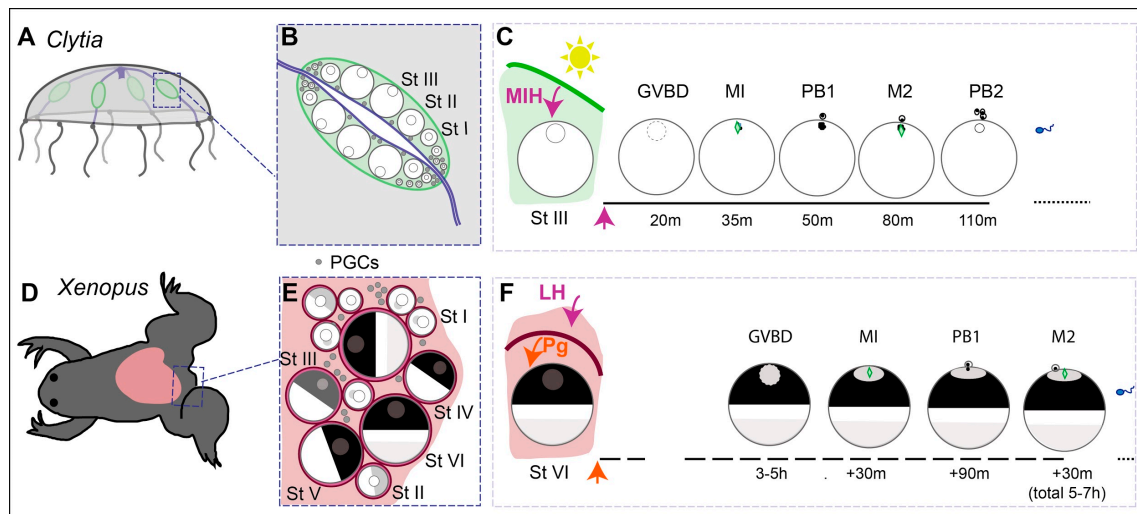 A Clytia
B
St III
St II
St I
C
MIH
St III
GVBD MI PB1 M2 PB2
20m 35m 50m 80m 110m
PGCs
D Xenopus
E
St I
St III
St IV
St VI
St V
St II
F
LH
Pg
St VI
GVBD MI PB1 M2
3-5h . +30m +90m +30m
(total 5-7h)